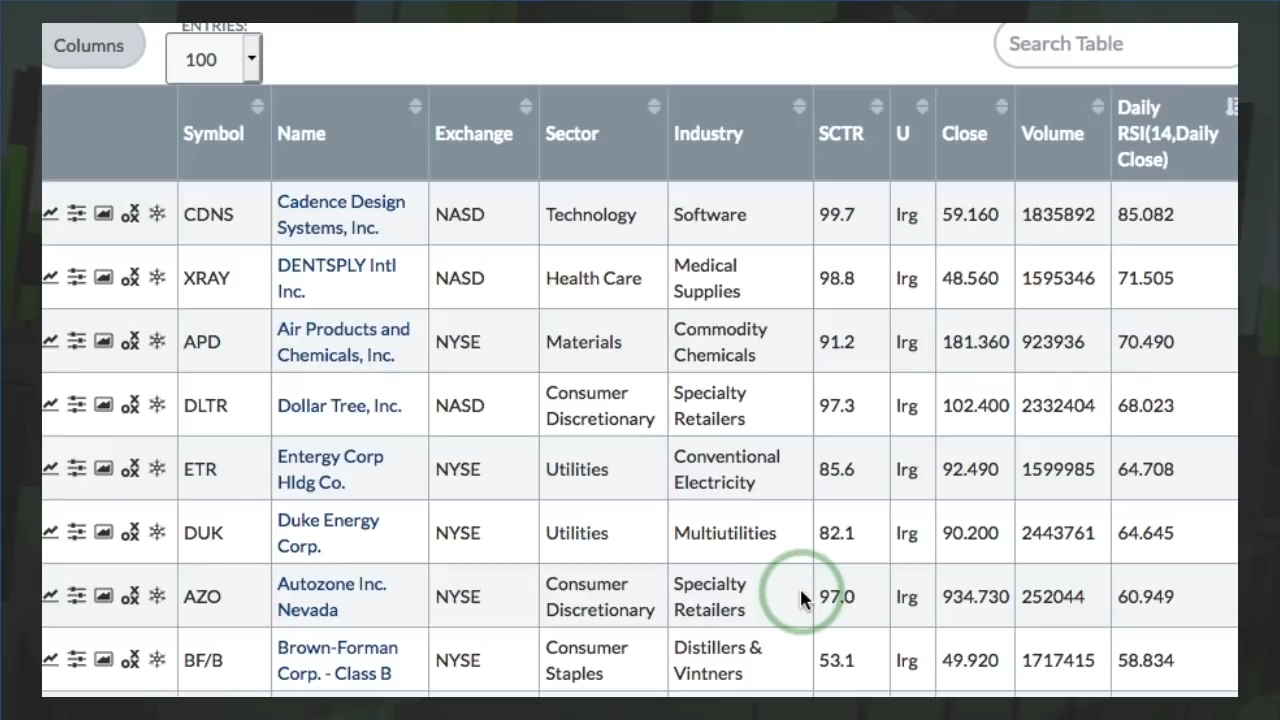 ENTRIES:
Columns
100
Search Table
Symbol Name Exchange Sector Industry SCTR U Close Volume Daily RSI(14,Daily Close)
CDNS Cadence Design Systems, Inc. NASD Technology Software 99.7 lrg 59.160 1835892 85.082
XRAY DENTSPLY Intl Inc. NASD Health Care Medical Supplies 98.8 lrg 48.560 1595346 71.505
APD Air Products and Chemicals, Inc. NYSE Materials Commodity Chemicals 91.2 lrg 181.360 923936 70.490
DLTR Dollar Tree, Inc. NASD Consumer Discretionary Specialty Retailers 97.3 lrg 102.400 2332404 68.023
ETR Entergy Corp Hldg Co. NYSE Utilities Conventional Electricity 85.6 lrg 92.490 1599985 64.708
DUK Duke Energy Corp. NYSE Utilities Multiutilities 82.1 lrg 90.200 2443761 64.645
AZO Autozone Inc. Nevada NYSE Consumer Discretionary Specialty Retailers 97.0 lrg 934.730 252044 60.949
BF/B Brown-Forman Corp. - Class B NYSE Consumer Staples Distillers & Vintners 53.1 lrg 49.920 1717415 58.834